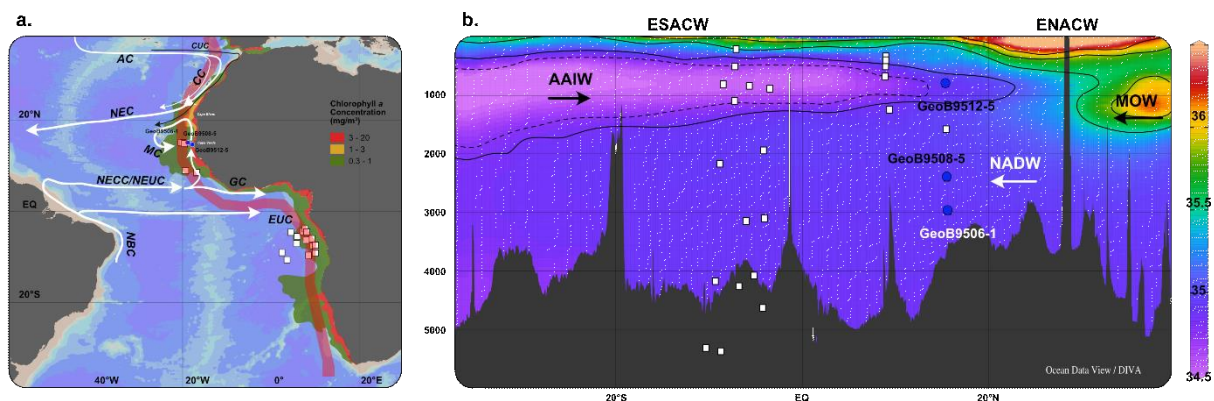 a.
b.
ESACW
ENACW
CUC
AC
CC
NEC
20°N
Chlorophyll a
Concentration
(mg/m³)
3 - 20
1 - 3
0.3 - 1
GeoB9506-1
GeoB9508-5
GeoB9512-5
MC
NECC/NEUC
GC
EQ
EUC
NBC
20°S
40°W
20°W
0°
20°E
AAIW
1000
2000
3000
4000
5000
GeoB9512-5
MOW
GeoB9508-5
NADW
GeoB9506-1
Ocean Data View / DIVA
20°S
EQ
20°N
36
35.5
35
34.5